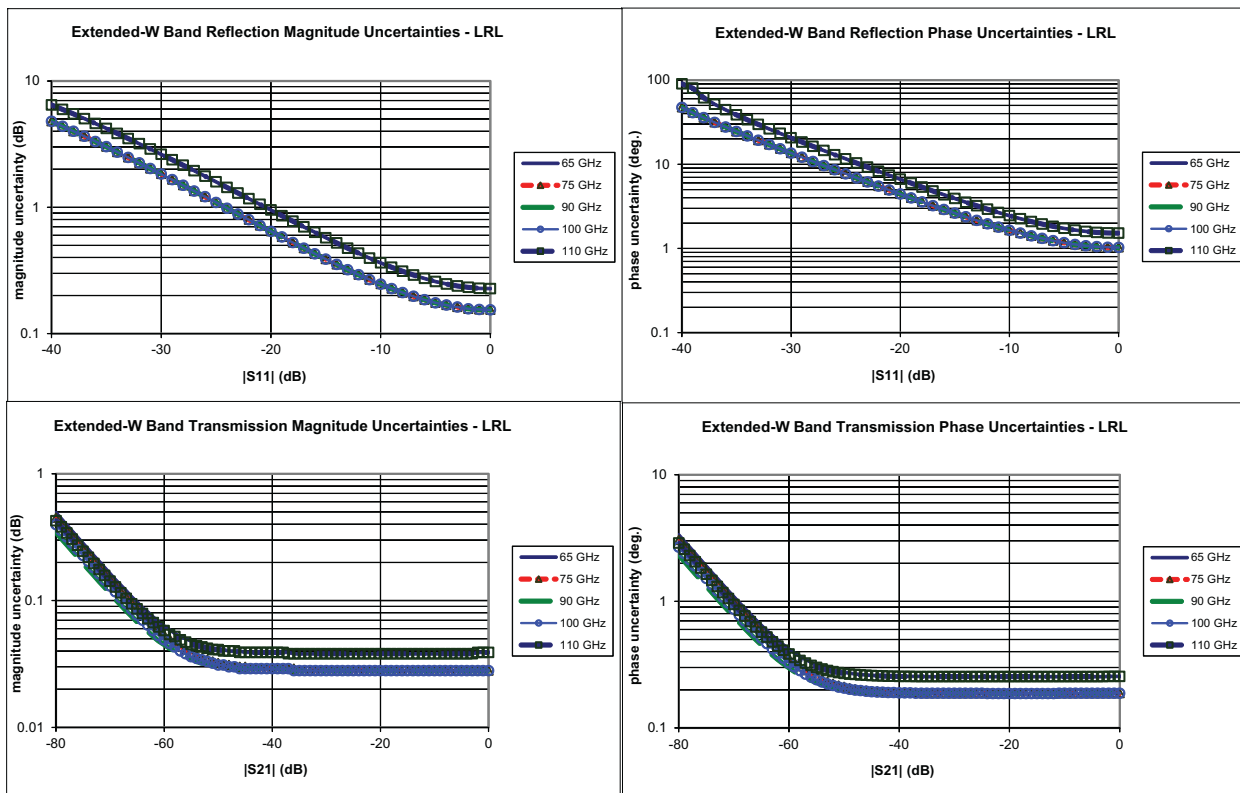 Extended-W Band Reflection Magnitude Uncertainties - LRL
magnitude uncertainty (dB)
10
1
0.1
-40
-30
-20
-10
0
|S11| (dB)
65 GHz
75 GHz
90 GHz
100 GHz
110 GHz
Extended-W Band Reflection Phase Uncertainties - LRL
phase uncertainty (deg.)
100
10
1
0.1
-40
-30
-20
-10
0
|S11| (dB)
65 GHz
75 GHz
90 GHz
100 GHz
110 GHz
Extended-W Band Transmission Magnitude Uncertainties - LRL
magnitude uncertainty (dB)
1
0.1
0.01
-80
-60
-40
-20
0
|S21| (dB)
65 GHz
75 GHz
90 GHz
100 GHz
110 GHz
Extended-W Band Transmission Phase Uncertainties - LRL
phase uncertainty (deg.)
10
1
0.1
-80
-60
-40
-20
0
|S21| (dB)
65 GHz
75 GHz
90 GHz
100 GHz
110 GHz